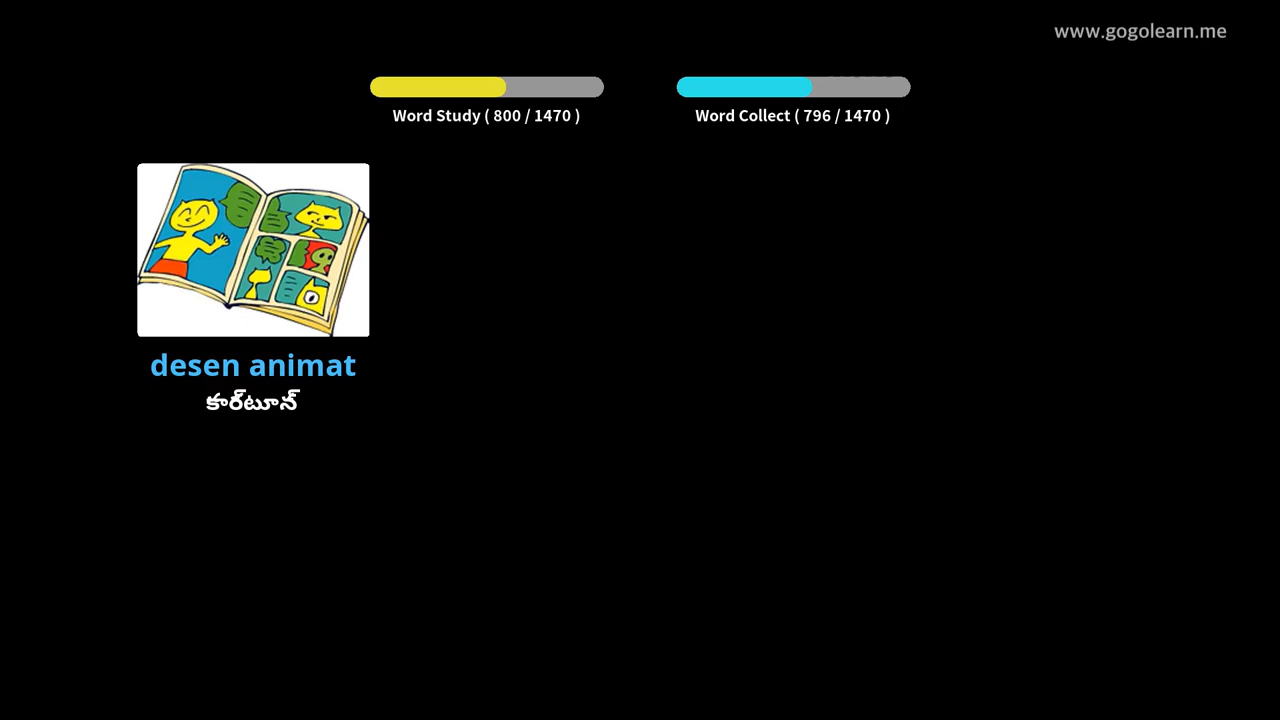 www.gogolearn.me
Word Study ( 800 / 1470 )
Word Collect ( 796 / 1470 )
desen animat
కార్‌టూన్